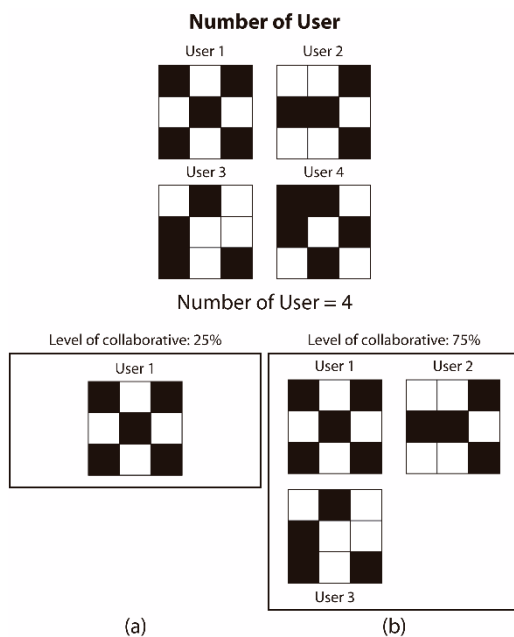 Number of User
User 1 User 2
User 3 User 4
Number of User = 4
Level of collaborative: 25% Level of collaborative: 75%
User 1 User 1 User 2
User 3
(a) (b)